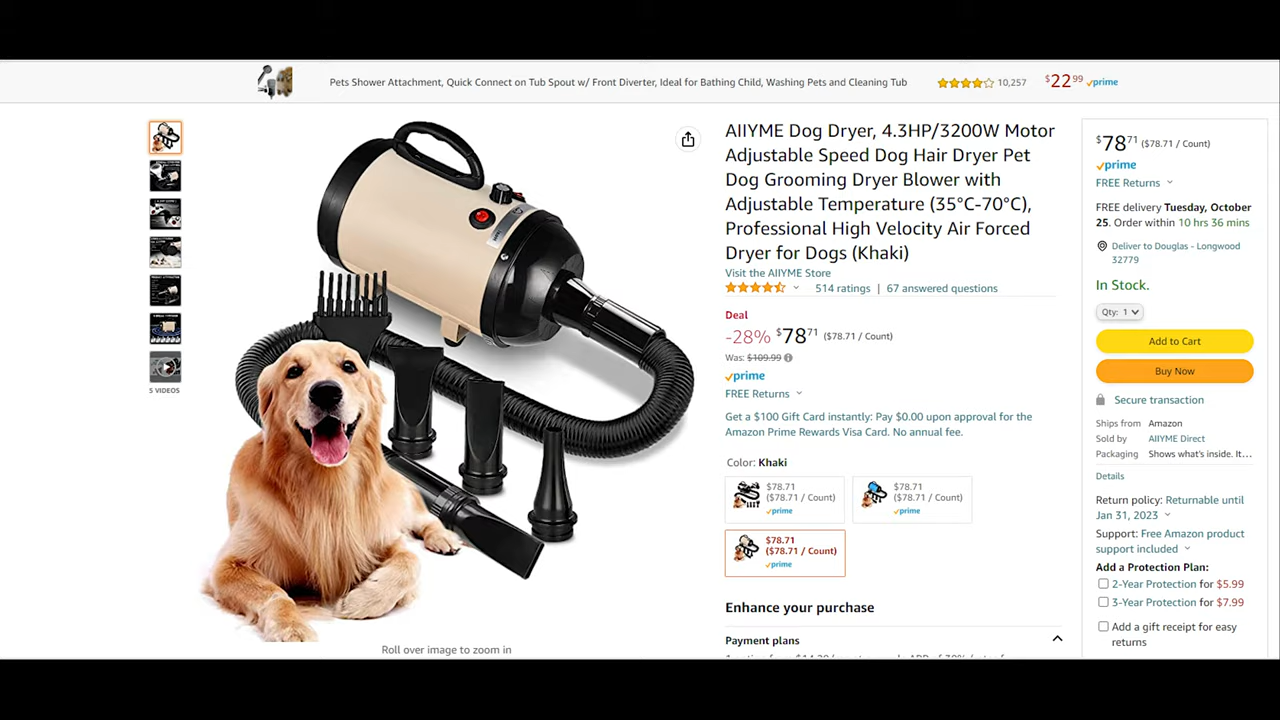 Pets Shower Attachment, Quick Connect on Tub Spout w/ Front Diverter, Ideal for Bathing Child, Washing Pets and Cleaning Tub 10,257 $22.99 prime
AIIYME Dog Dryer, 4.3HP/3200W Motor
Adjustable Speed Dog Hair Dryer Pet
Dog Grooming Dryer Blower with
Adjustable Temperature (35°C-70°C),
Professional High Velocity Air Forced
Dryer for Dogs (Khaki)
Visit the AIIYME Store
514 ratings | 67 answered questions
Deal
-28% $78.71 ($78.71 / Count)
Was: $109.99
prime
FREE Returns
Get a $100 Gift Card instantly: Pay $0.00 upon approval for the
Amazon Prime Rewards Visa Card. No annual fee.
Color: Khaki
$78.71
($78.71 / Count)
prime
$78.71
($78.71 / Count)
prime
$78.71
($78.71 / Count)
prime
Enhance your purchase
Payment plans
5 VIDEOS
Roll over image to zoom in
$78.71 ($78.71 / Count)
prime
FREE Returns
FREE delivery Tuesday, October
25. Order within 10 hrs 36 mins
Deliver to Douglas - Longwood
32779
In Stock.
Qty: 1
Add to Cart
Buy Now
Secure transaction
Ships from Amazon
Sold by AIIYME Direct
Packaging Shows what's inside. It...
Details
Return policy: Returnable until
Jan 31, 2023
Support: Free Amazon product
support included
Add a Protection Plan:
2-Year Protection for $5.99
3-Year Protection for $7.99
Add a gift receipt for easy
returns